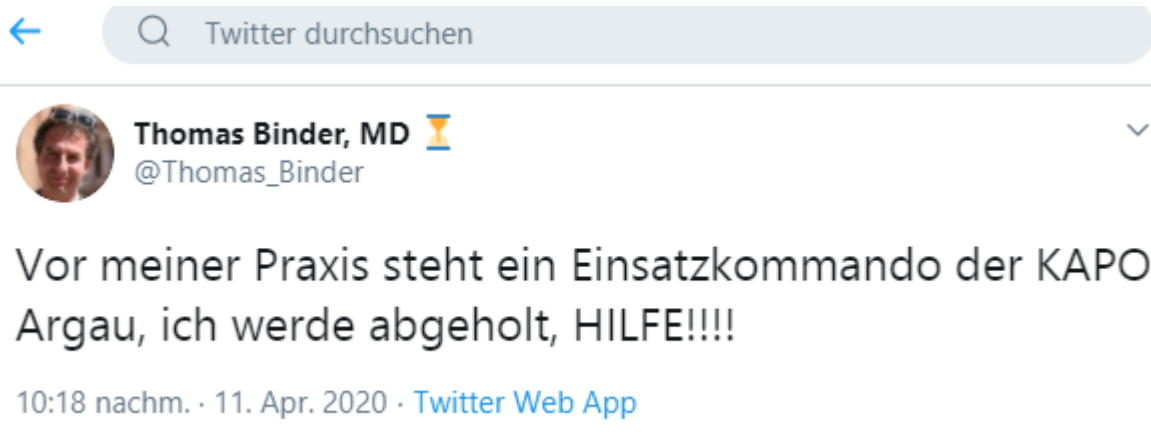 Twitter durchsuchen
Thomas Binder, MD ⏳
@Thomas_Binder
Vor meiner Praxis steht ein Einsatzkommando der KAPO
Argau, ich werde abgeholt, HILFE!!!!
10:18 nachm. · 11. Apr. 2020 · Twitter Web App